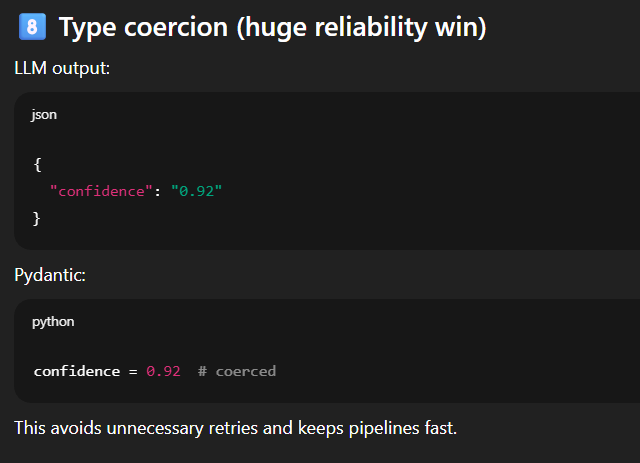 8 Type coercion (huge reliability win)
LLM output:
json
{
"confidence": "0.92"
}
Pydantic:
python
confidence = 0.92 # coerced
This avoids unnecessary retries and keeps pipelines fast.